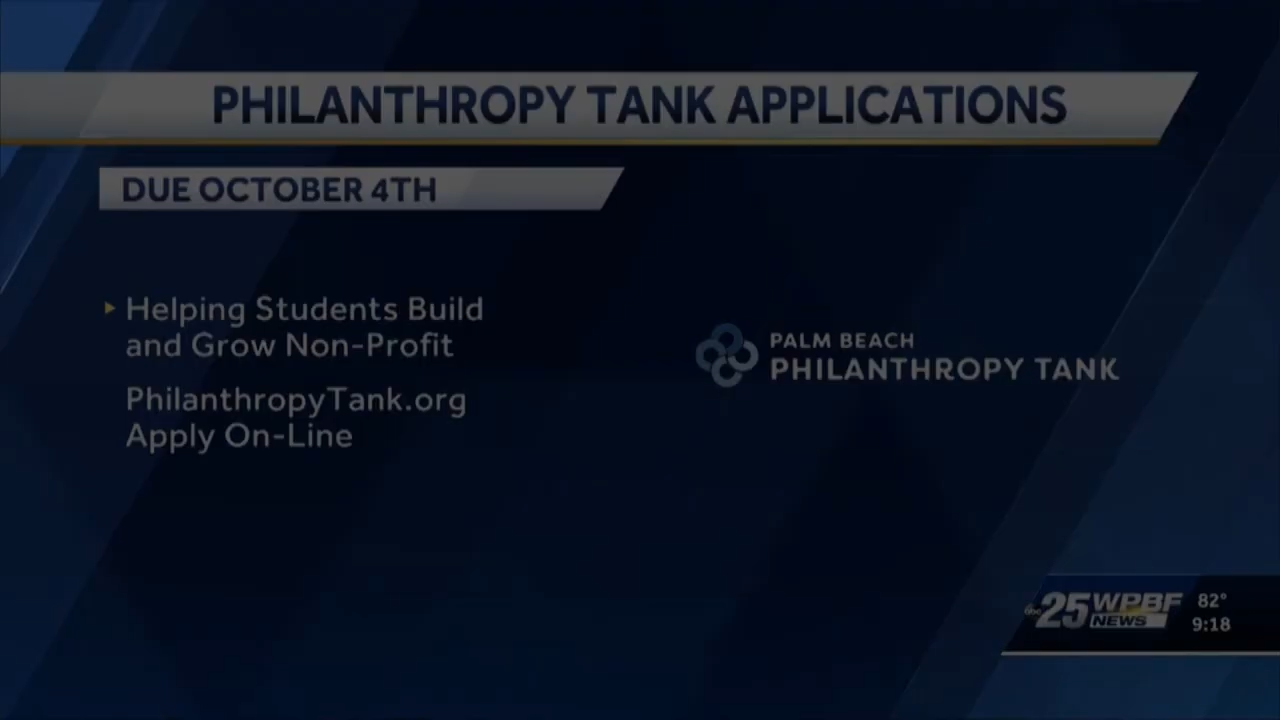 PHILANTHROPY TANK APPLICATIONS
DUE OCTOBER 4TH
Helping Students Build
and Grow Non-Profit
PhilanthropyTank.org
Apply On-Line
PALM BEACH
PHILANTHROPY TANK
abc 25 WPBF NEWS
82°
9:18